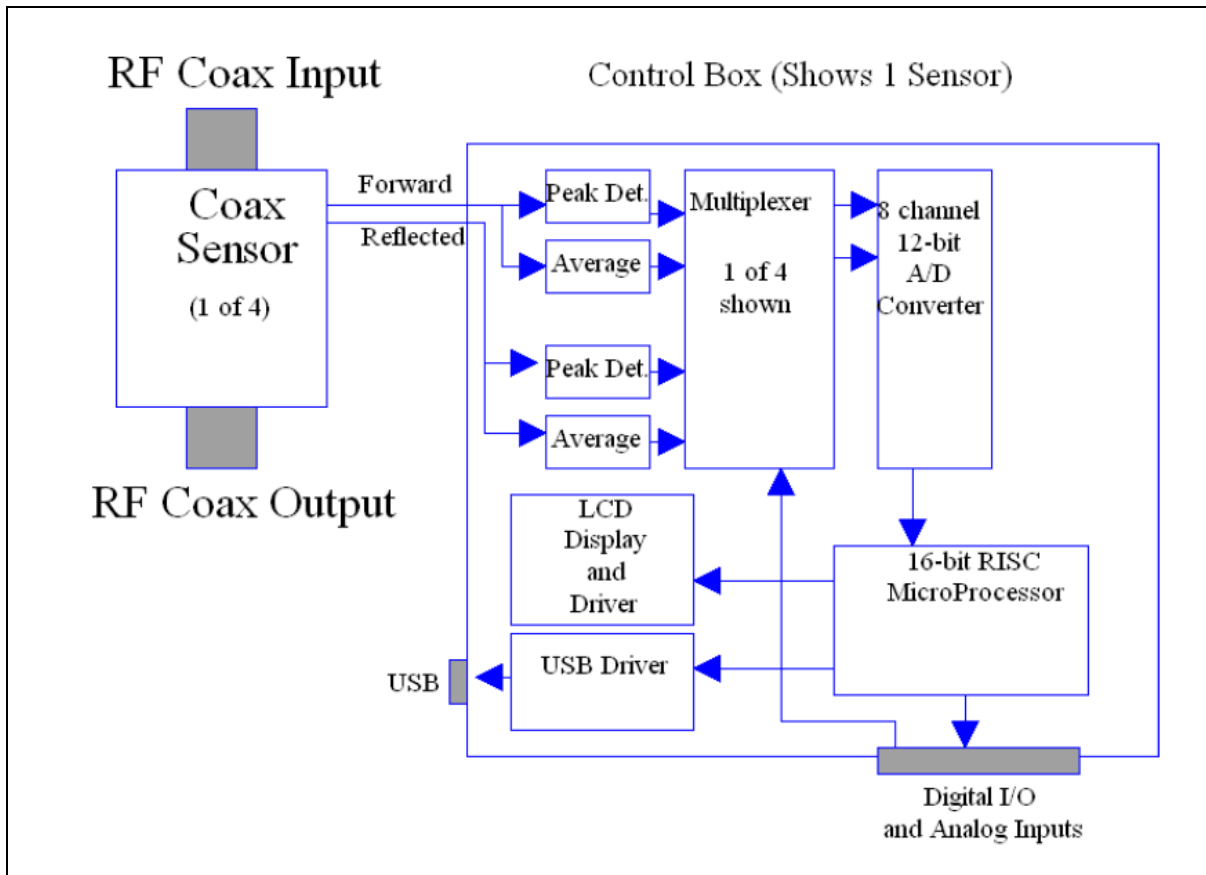 RF Coax Input
Control Box (Shows 1 Sensor)
Coax
Sensor
(1 of 4)
Forward
Reflected
Peak Det.
Average
Peak Det.
Average
Multiplexer
1 of 4
shown
8 channel
12-bit
A/D
Converter
RF Coax Output
LCD
Display
and
Driver
16-bit RISC
MicroProcessor
USB Driver
USB
Digital I/O
and Analog Inputs